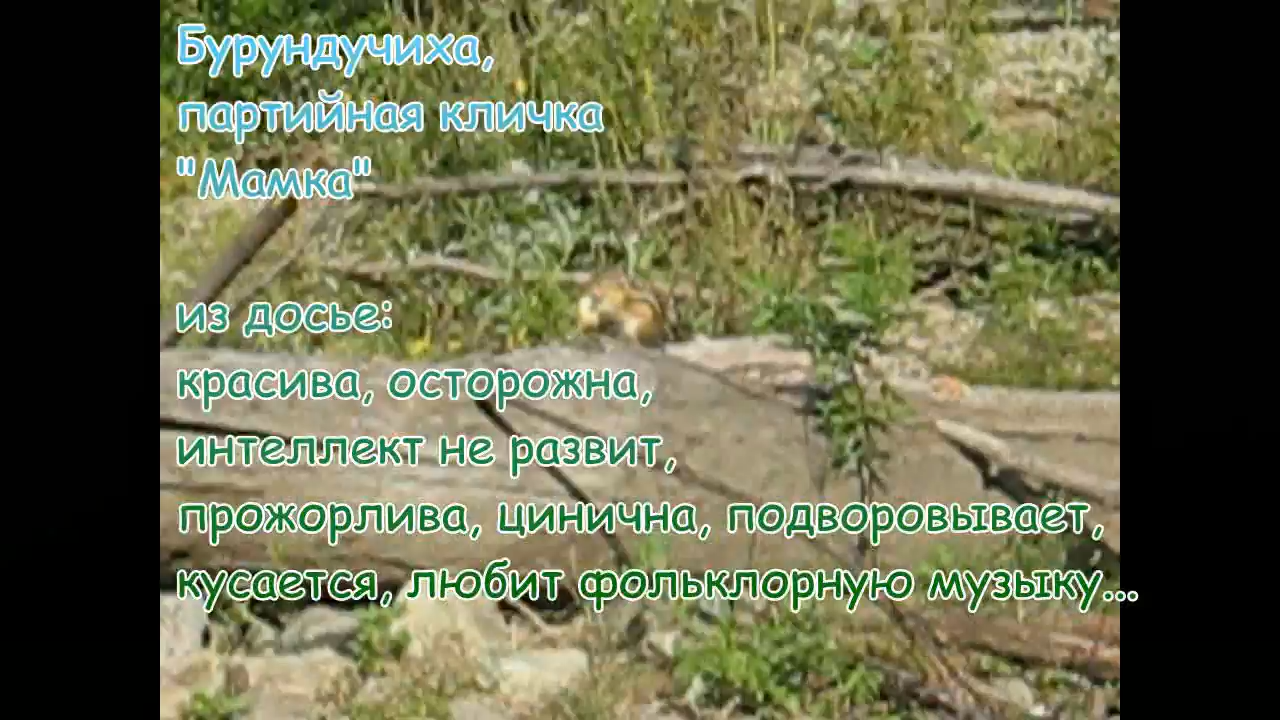 Бурундучиха,
партийная кличка
"Мамка"
из досье:
красива, осторожна,
интеллект не развит,
прожорлива, цинична, подворовывает,
кусается, любит фольклорную музыку...